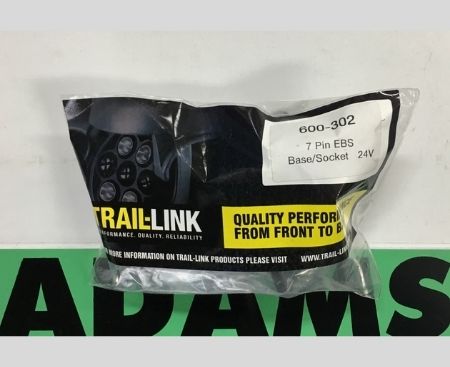 600-302
7 Pin EBS
Base/Socket 24V
TRAIL-LINK
PERFORMANCE. QUALITY. RELIABILITY
QUALITY PERFOR
FROM FRONT TO B
MORE INFORMATION ON TRAIL-LINK PRODUCTS PLEASE VISIT WWW.TRAIL-LINK
ADAMS